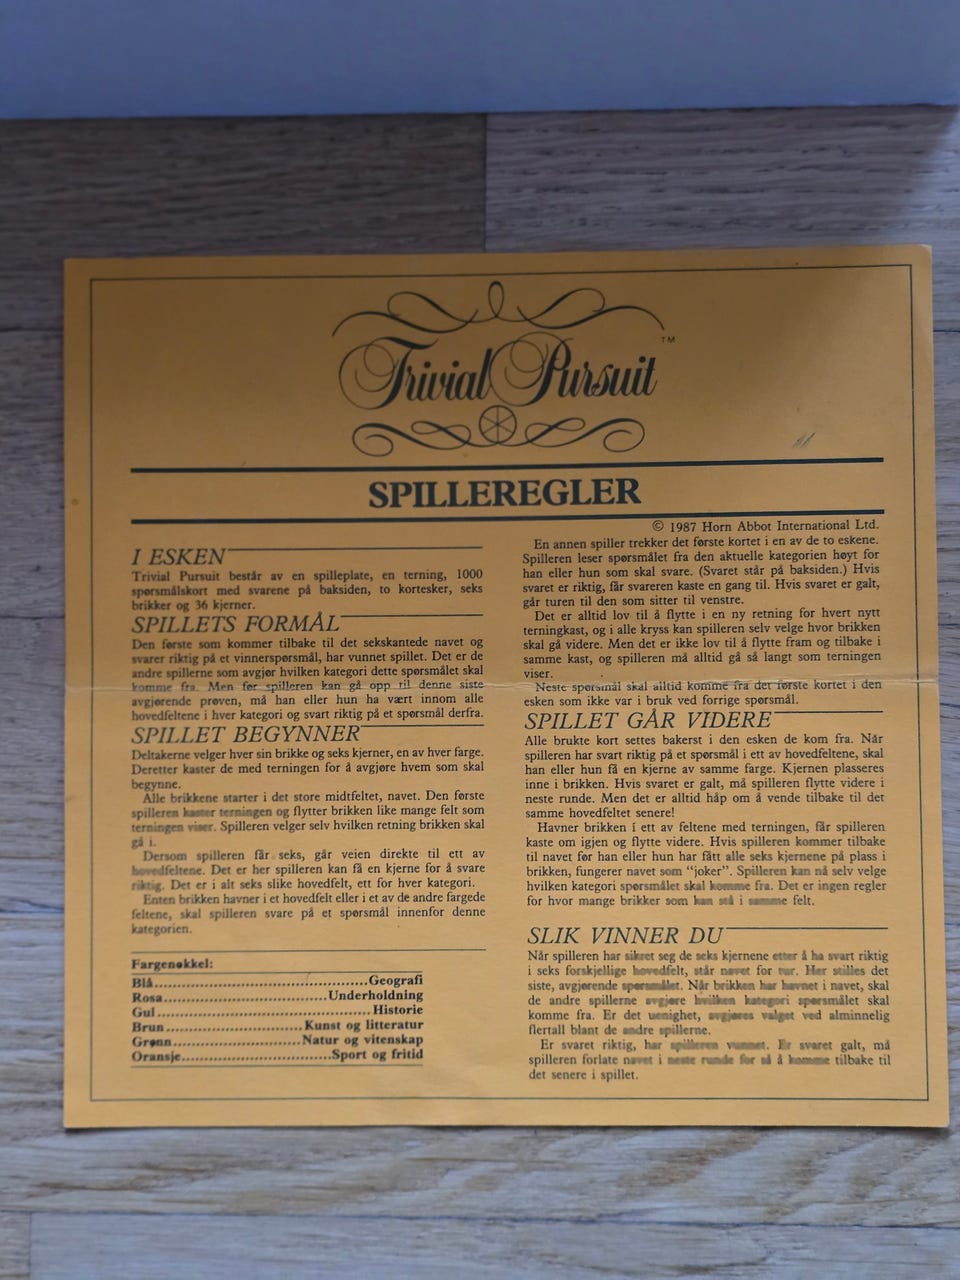 Trivial Pursuit™
SPILLEREGLER
© 1987 Horn Abbot International Ltd.
I ESKEN
Trivial Pursuit består av en spilleplate, en terning, 1000
spørsmålskort med svarene på baksiden, to kortesker, seks
brikker og 36 kjerner.
SPILLETS FORMÅL
Den første som kommer tilbake til det sekskantede navet og
svarer riktig på et vinnerspørsmål, har vunnet spillet. Det er de
andre spillerne som avgjør hvilken kategori dette spørsmålet skal
komme fra. Men før spilleren kan gå opp til denne siste
avgjørende prøven, må han eller hun ha vært innom alle
hovedfeltene i hver kategori og svart riktig på et spørsmål derfra.
SPILLET BEGYNNER
Deltakerne velger hver sin brikke og seks kjerner, en av hver farge.
Deretter kaster de med terningen for å avgjøre hvem som skal
begynne.
Alle brikkene starter i det store midtfeltet, navet. Den første
spilleren kaster terningen og flytter brikken like mange felt som
terningen viser. Spilleren velger selv hvilken retning brikken skal
gå i.
Dersom spilleren får seks, går veien direkte til ett av
hovedfeltene. Det er her spilleren kan få en kjerne for å svare
riktig. Det er i alt seks slike hovedfelt, ett for hver kategori.
Enten brikken havner i et hovedfelt eller i et av de andre fargede
feltene, skal spilleren svare på et spørsmål innenfor denne
kategorien.
Fargenøkkel:
Blå........................................Geografi
Rosa...............................Underholdning
Gul..............................................Historie
Brun..........................Kunst og litteratur
Grønn........................Natur og vitenskap
Oransje............................Sport og fritid
En annen spiller trekker det første kortet i en av de to eskene.
Spilleren leser spørsmålet fra den aktuelle kategorien høyt for
han eller hun som skal svare. (Svaret står på baksiden.) Hvis
svaret er riktig, får svareren kaste en gang til. Hvis svaret er galt,
går turen til den som sitter til venstre.
Det er alltid lov til å flytte i en ny retning for hvert nytt
terningkast, og i alle kryss kan spilleren selv velge hvor brikken
skal gå videre. Men det er ikke lov til å flytte fram og tilbake i
samme kast, og spilleren må alltid gå så langt som terningen
viser.
Neste spørsmål skal alltid komme fra det første kortet i den
esken som ikke var i bruk ved forrige spørsmål.
SPILLET GÅR VIDERE
Alle brukte kort settes bakerst i den esken de kom fra. Når
spilleren har svart riktig på et spørsmål i ett av hovedfeltene, skal
han eller hun få en kjerne av samme farge. Kjernen plasseres
inne i brikken. Hvis svaret er galt, må spilleren flytte videre i
neste runde. Men det er alltid håp om å vende tilbake til det
samme hovedfeltet senere!
Havner brikken i ett av feltene med terningen, får spilleren
kaste om igjen og flytte videre. Hvis spilleren kommer tilbake
til navet før han eller hun har fått alle seks kjernene på plass i
brikken, fungerer navet som “joker”. Spilleren kan nå selv velge
hvilken kategori spørsmålet skal komme fra. Det er ingen regler
for hvor mange brikker som kan stå i samme felt.
SLIK VINNER DU
Når spilleren har sikret seg de seks kjernene etter å ha svart riktig
i seks forskjellige hovedfelt, står navet for tur. Her stilles det
siste, avgjørende spørsmålet. Når brikken har havnet i navet, skal
de andre spillerne avgjøre hvilken kategori spørsmålet skal
komme fra. Er det uenighet, avgjøres valget ved alminnelig
flertall blant de andre spillerne.
Er svaret riktig, har spilleren vunnet. Er svaret galt, må
spilleren forlate navet i neste runde for så å komme tilbake til
det senere i spillet.